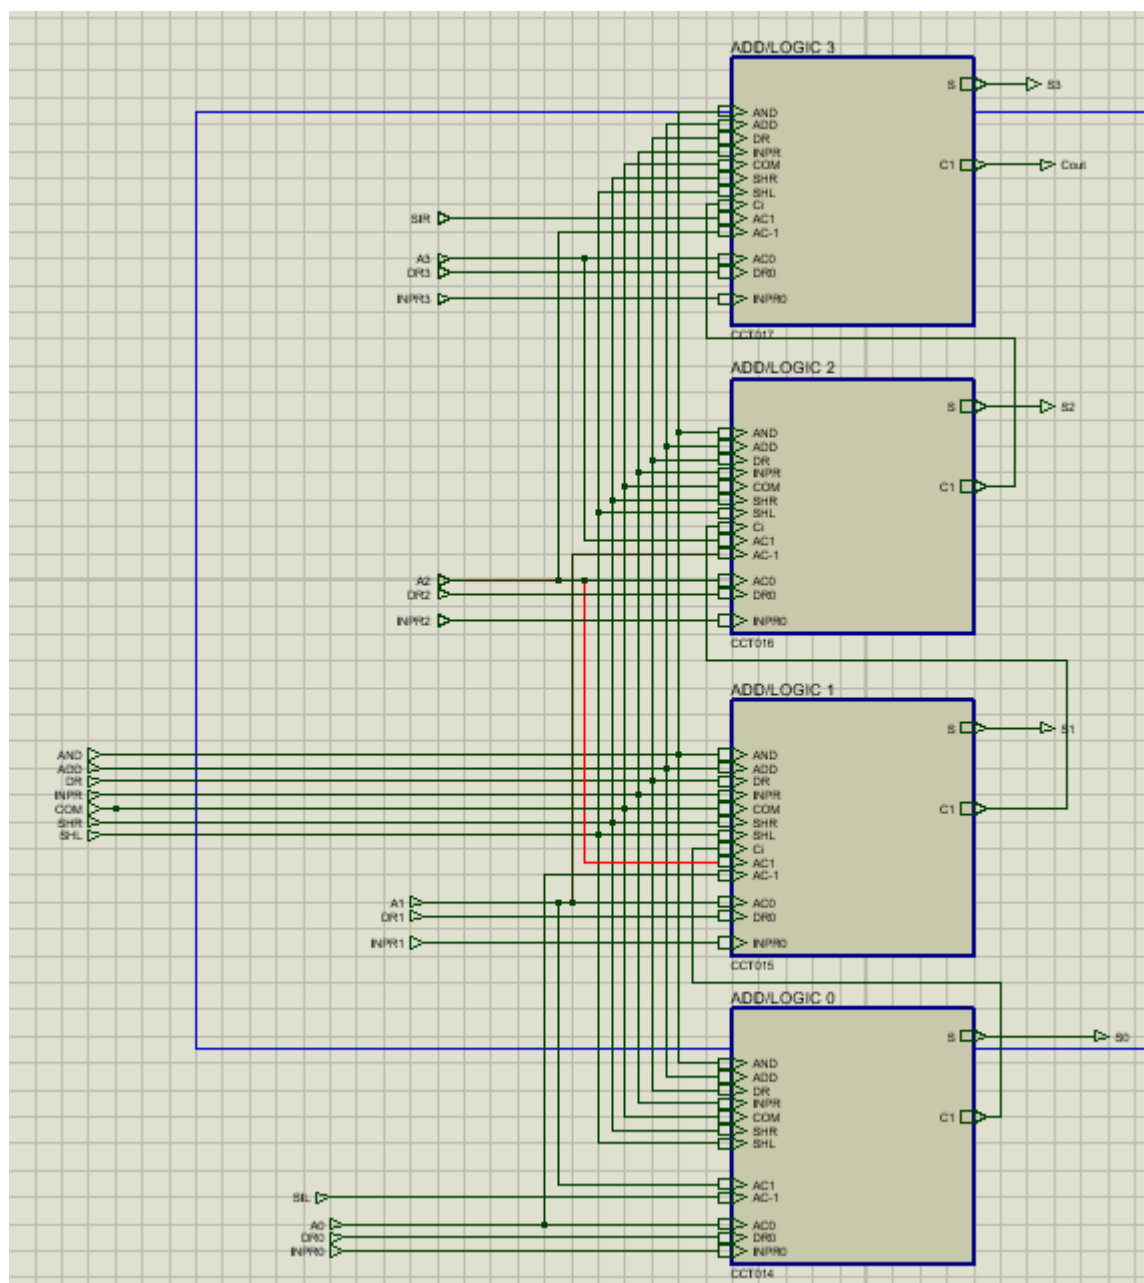 ADD/LOGIC 3
S
S3
AND
ADD
DR
INPR
COM
C1
Cout
SHR
SHL
Ci
SIR
AC1
AC-1
A3
AC0
DR3
DR0
INPR3
INPR0
CCT017
ADD/LOGIC 2
S
S2
AND
ADD
DR
INPR
COM
C1
SHR
SHL
Ci
AC1
AC-1
A2
AC0
DR2
DR0
INPR2
INPR0
CCT016
ADD/LOGIC 1
S
S1
AND
AND
ADD
ADD
DR
DR
INPR
INPR
COM
COM
C1
SHR
SHR
SHL
SHL
Ci
AC1
AC-1
A1
AC0
DR1
DR0
INPR1
INPR0
CCT015
ADD/LOGIC 0
S
S0
AND
ADD
DR
INPR
COM
C1
SHR
SHL
AC1
SIL
AC-1
A0
AC0
DR0
DR0
INPR0
INPR0
CCT014